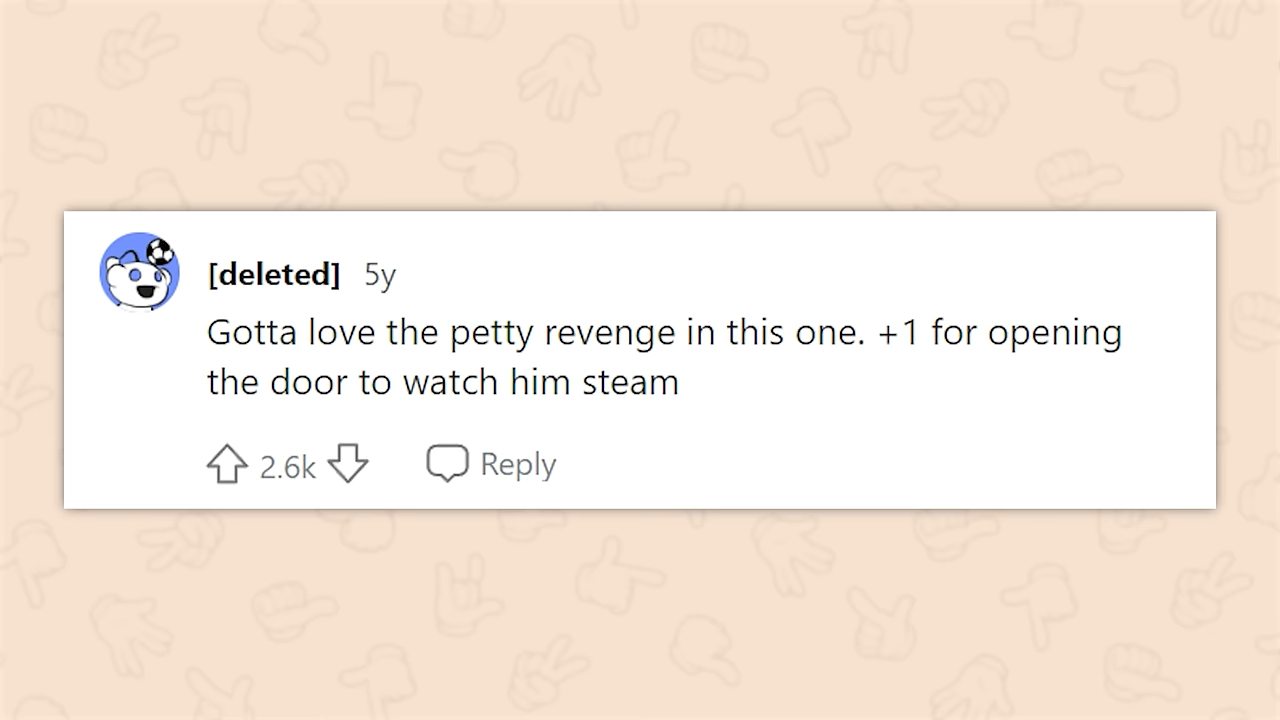 [deleted] 5y
Gotta love the petty revenge in this one. +1 for opening
the door to watch him steam
2.6k Reply